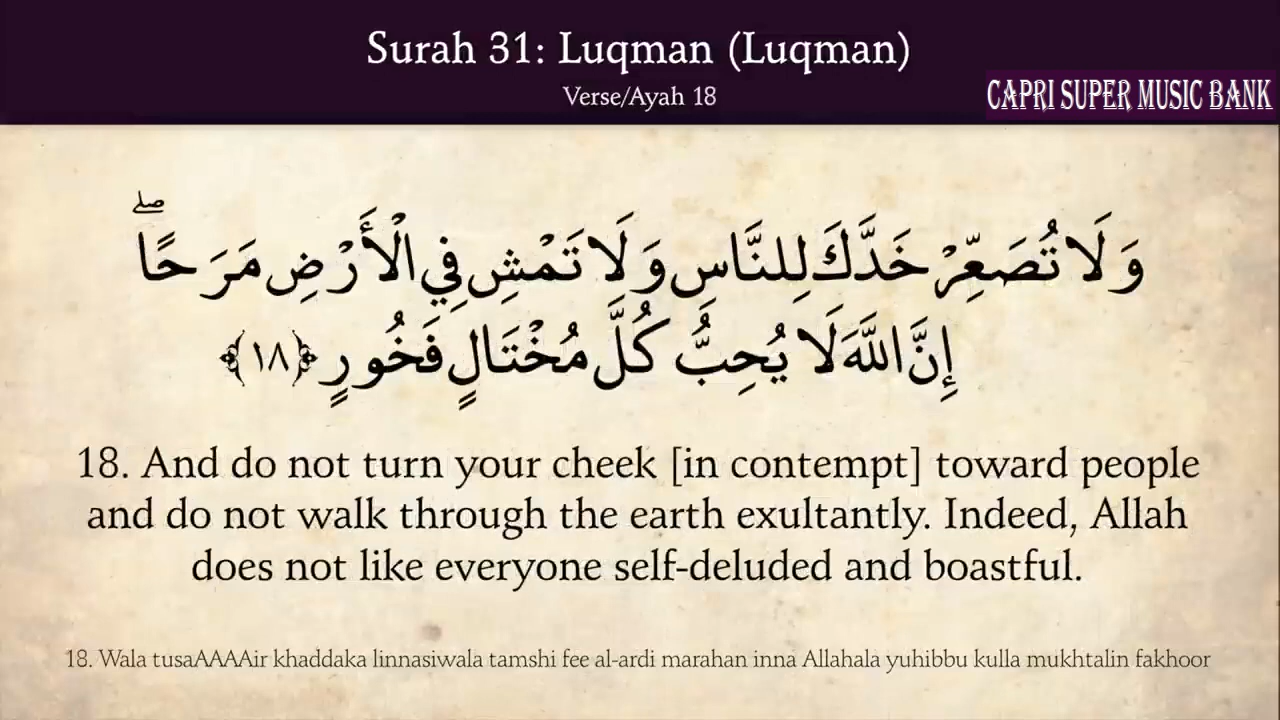 Surah 31: Luqman (Luqman)
Verse/Ayah 18
CAPRI SUPER MUSIC BANK
وَلَا تُصَعِّرْ خَدَّكَ لِلنَّاسِ وَلَا تَمْشِ فِي الْأَرْضِ مَرَحًا ۖ
إِنَّ اللَّهَ لَا يُحِبُّ كُلَّ مُخْتَالٍ فَخُورٍ ﴿١٨﴾
18. And do not turn your cheek [in contempt] toward people
and do not walk through the earth exultantly. Indeed, Allah
does not like everyone self-deluded and boastful.
18. Wala tusaAAAAir khaddaka linnasiwala tamshi fee al-ardi marahan inna Allahala yuhibbu kulla mukhtalin fakhoor